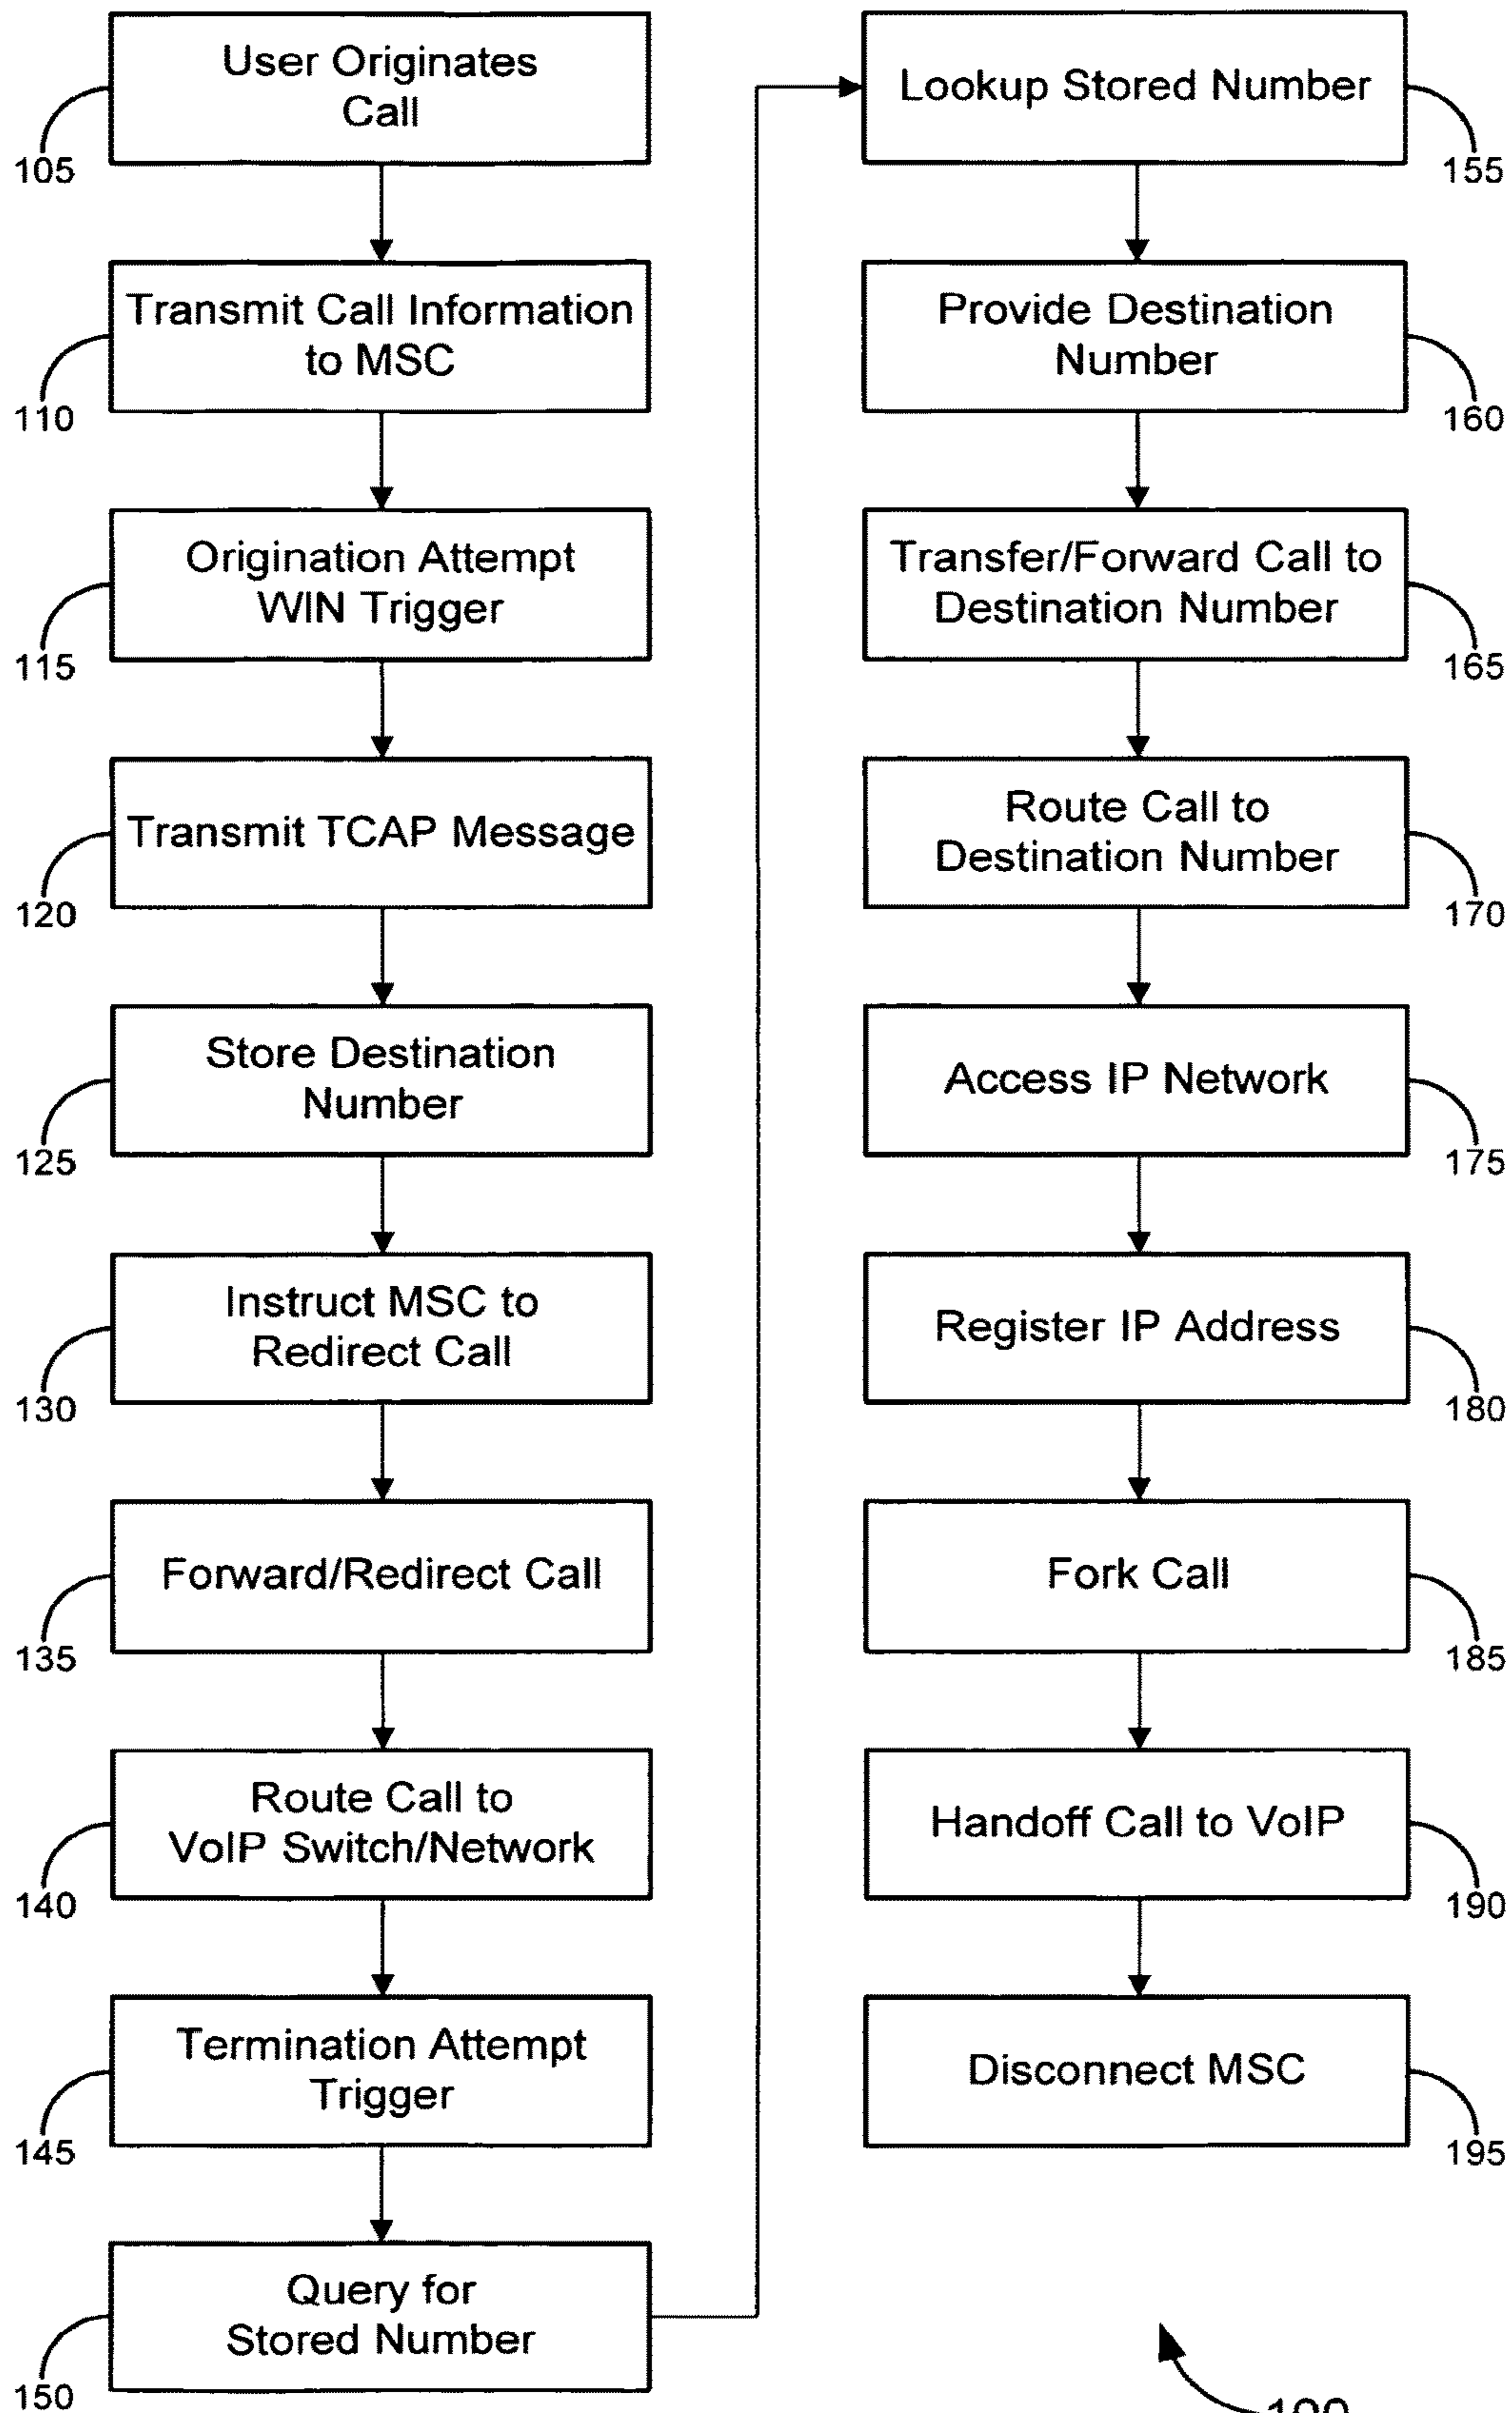 User Originates
Call
105
Transmit Call Information
to MSC
110
Origination Attempt
WIN Trigger
115
Transmit TCAP Message
120
Store Destination
Number
125
Instruct MSC to
Redirect Call
130
Forward/Redirect Call
135
Route Call to
VoIP Switch/Network
140
Termination Attempt
Trigger
145
Query for
Stored Number
150
Lookup Stored Number
155
Provide Destination
Number
160
Transfer/Forward Call to
Destination Number
165
Route Call to
Destination Number
170
Access IP Network
175
Register IP Address
180
Fork Call
185
Handoff Call to VoIP
190
Disconnect MSC
195